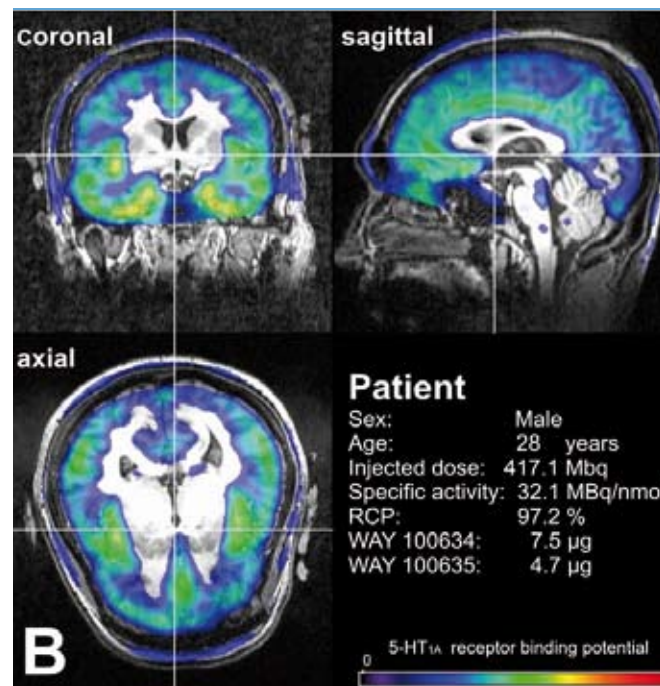 coronal
sagittal
axial
Patient
Sex: Male
Age: 28 years
Injected dose: 417.1 Mbq
Specific activity: 32.1 MBq/nmo
RCP: 97.2 %
WAY 100634: 7.5 µg
WAY 100635: 4.7 µg
B
5-HT1A receptor binding potential
0